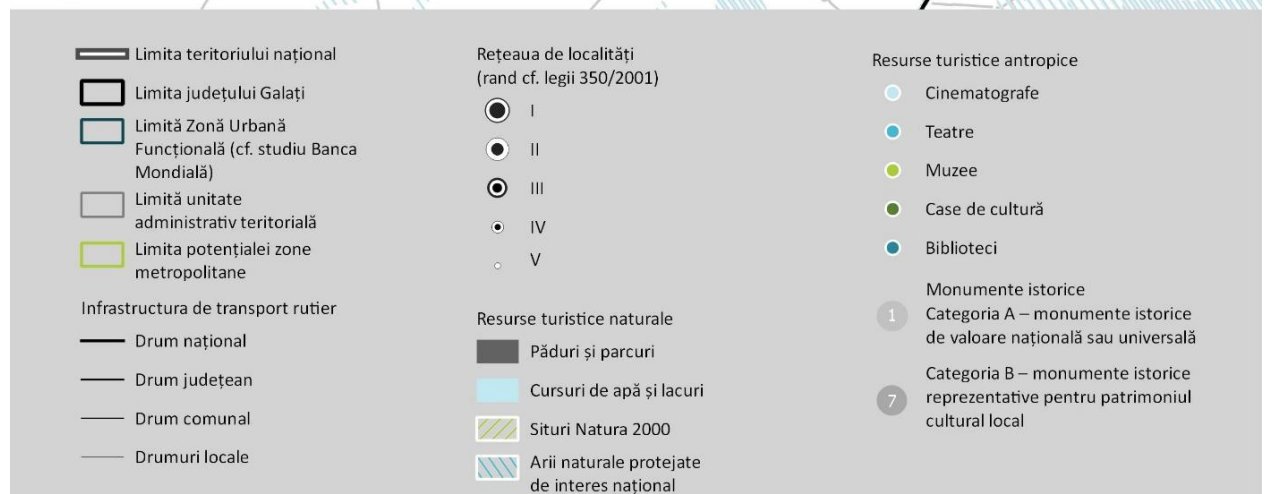 Limita teritoriului național
Limita județului Galați
Limită Zonă Urbană
Funcțională (cf. studiu Banca
Mondială)
Limită unitate
administrativ teritorială
Limita potențialei zone
metropolitane
Infrastructura de transport rutier
Drum național
Drum județean
Drum comunal
Drumuri locale
Rețeaua de localități
(rand cf. legii 350/2001)
I
II
III
IV
V
Resurse turistice naturale
Păduri și parcuri
Cursuri de apă și lacuri
Situri Natura 2000
Arii naturale protejate
de interes național
Resurse turistice antropice
Cinematografe
Teatre
Muzee
Case de cultură
Biblioteci
Monumente istorice
1 Categoria A – monumente istorice
de valoare națională sau universală
Categoria B – monumente istorice
7 reprezentative pentru patrimoniul
cultural local